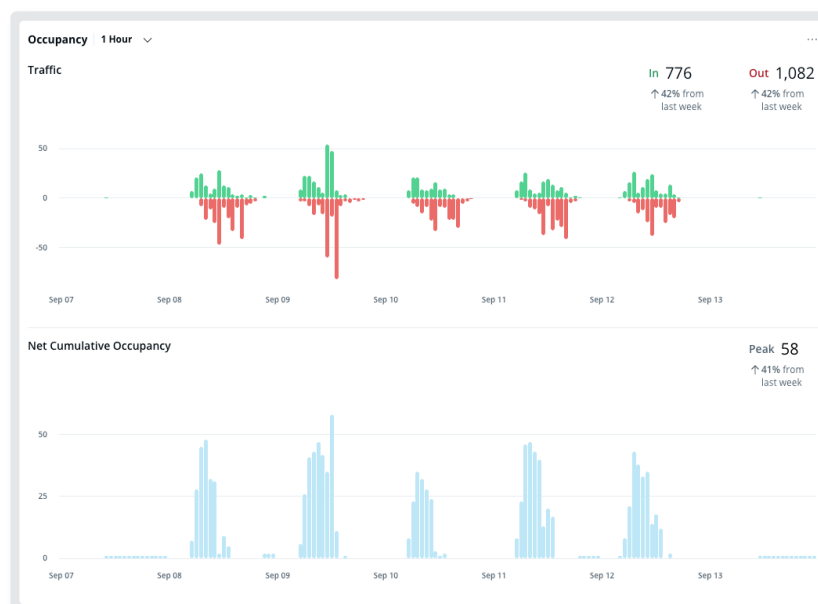 Occupancy 1 Hour
...
Traffic
In 776
Out 1,082
↑ 42% from
last week
↑ 42% from
last week
50
0
-50
Sep 07 Sep 08 Sep 09 Sep 10 Sep 11 Sep 12 Sep 13
Net Cumulative Occupancy
Peak 58
↑ 41% from
last week
50
25
0
Sep 07 Sep 08 Sep 09 Sep 10 Sep 11 Sep 12 Sep 13